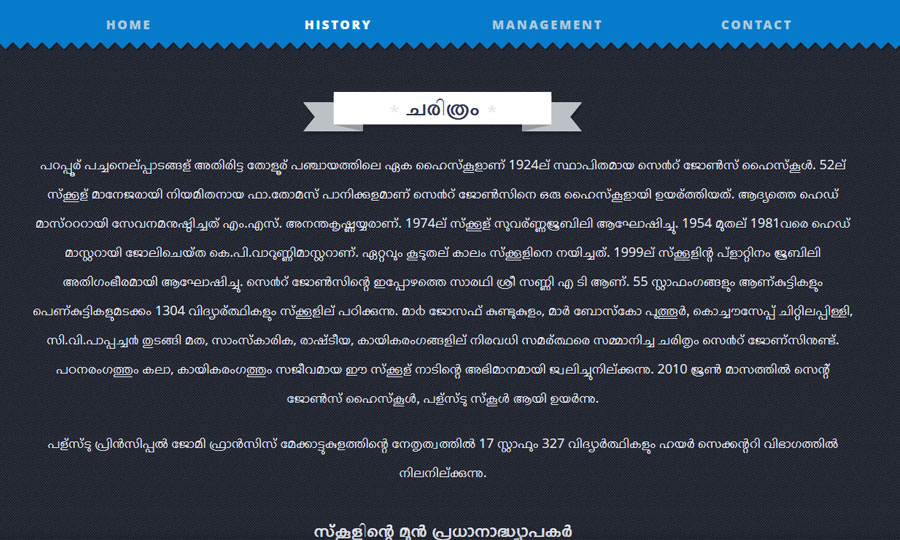 HOME HISTORY MANAGEMENT CONTACT
* ചരിത്രം *
പറപ്പൂര് പച്ചനെല്പ്പാടങ്ങള് അതിരിട്ട തോളൂര് പഞ്ചായത്തിലെ ഏക ഹൈസ്കൂളാണ് 1924ല് സ്ഥാപിതമായ സെൻറ് ജോൺസ് ഹൈസ്കൂൾ. 52ല്
സ്ക്കൂള് മാനേജരായി നിയമിതനായ ഫാ.തോമസ് പാനിക്കുളമാണ് സെൻറ് ജോൺസിനെ ഒരു ഹൈസ്കൂളായി ഉയര്ത്തിയത്. ആദ്യത്തെ ഹെഡ്
മാസ്ററായി സേവനമനുഷ്ഠിച്ചത് എം.എസ്. അനന്തകൃഷ്ണയ്യരാണ്. 1974ല് സ്ക്കൂള് സുവര്ണ്ണജൂബിലി ആഘോഷിച്ചു. 1954 മുതല് 1981വരെ ഹെഡ്
മാസ്റ്ററായി ജോലിചെയ്ത കെ.പി.വാറുണ്ണിമാസ്റ്ററാണ്. ഏറ്റവും കൂടുതല് കാലം സ്ക്കൂളിനെ നയിച്ചത്. 1999ല് സ്ക്കൂളിന്റ പ്ളാറ്റിനം ജൂബിലി
അതിഗംഭീരമായി ആഘോഷിച്ചു. സെൻറ് ജോൺസിന്റെ ഇപ്പോഴത്തെ സാരഥി ശ്രീ സണ്ണി എ ടി ആണ്. 55 സ്റ്റാഫംഗങ്ങളും ആണ്കുട്ടികളും
പെണ്കുട്ടികളുമടക്കം 1304 വിദ്യാര്ത്ഥികളും സ്ക്കൂളില് പഠിക്കുന്നു. മാർ ജോസഫ് കുണ്ടുകുളം, മാർ ബോസ്കോ പുത്തൂർ, കൊച്ചൗസേപ്പ് ചിറ്റിലപ്പിള്ളി,
സി.വി.പാപ്പച്ചൻ തുടങ്ങി മത, സാംസ്കാരിക, രാഷ്ടീയ, കായികരംഗങ്ങളില് നിരവധി സമര്ത്ഥരെ സമ്മാനിച്ച ചരിത്രം സെൻറ് ജോണ്സിനുണ്ട്.
പഠനരംഗത്തും കലാ, കായികരംഗത്തും സജീവമായ ഈ സ്ക്കൂള് നാടിന്റെ അഭിമാനമായി ജ്വലിച്ചുനില്ക്കുന്നു. 2010 ജൂൺ മാസത്തിൽ സെന്റ്
ജോൺസ് ഹൈസ്കൂൾ, പള്സ്ടു സ്കൂൾ ആയി ഉയർന്നു.
പള്സ്ടു പ്രിൻസിപ്പൽ ജോമി ഫ്രാൻസിസ് മേക്കാട്ടുകുളത്തിന്റെ നേതൃത്വത്തിൽ 17 സ്റ്റാഫും 327 വിദ്യാർത്ഥികളും ഹയർ സെക്കന്ററി വിഭാഗത്തിൽ
നിലനില്ക്കുന്നു.
സ്കൂളിന്റെ മുൻ പ്രധാനാദ്ധ്യാപകർ